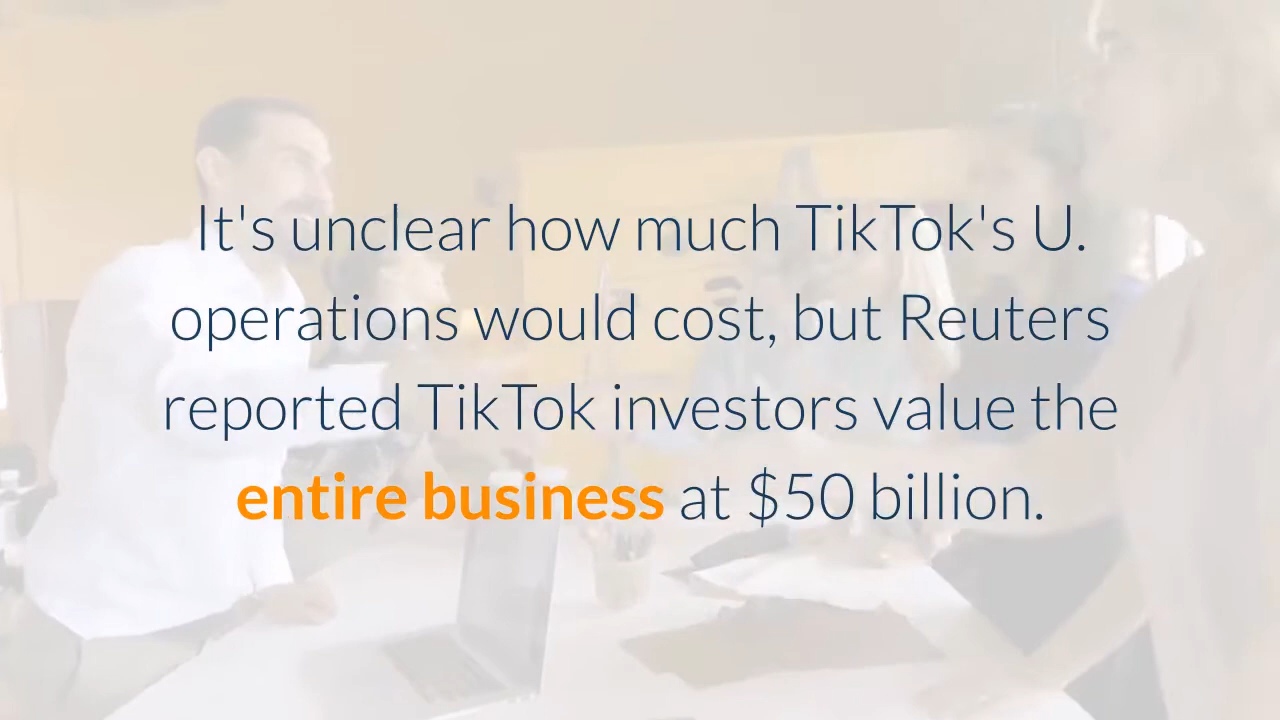 It's unclear how much TikTok's U.
operations would cost, but Reuters
reported TikTok investors value the
entire business at $50 billion.